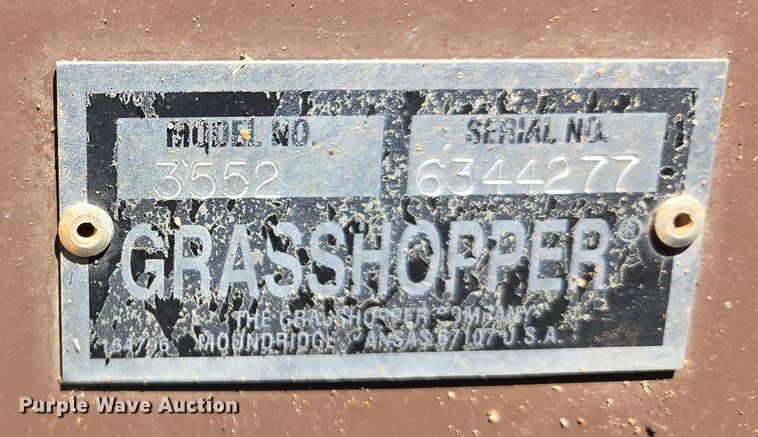 MODEL NO. SERIAL NO.
3552 6344277
GRASSHOPPER®
THE GRASSHOPPER COMPANY
MOUNDRIDGE, KANSAS 67107 U.S.A.
Purple Wave Auction